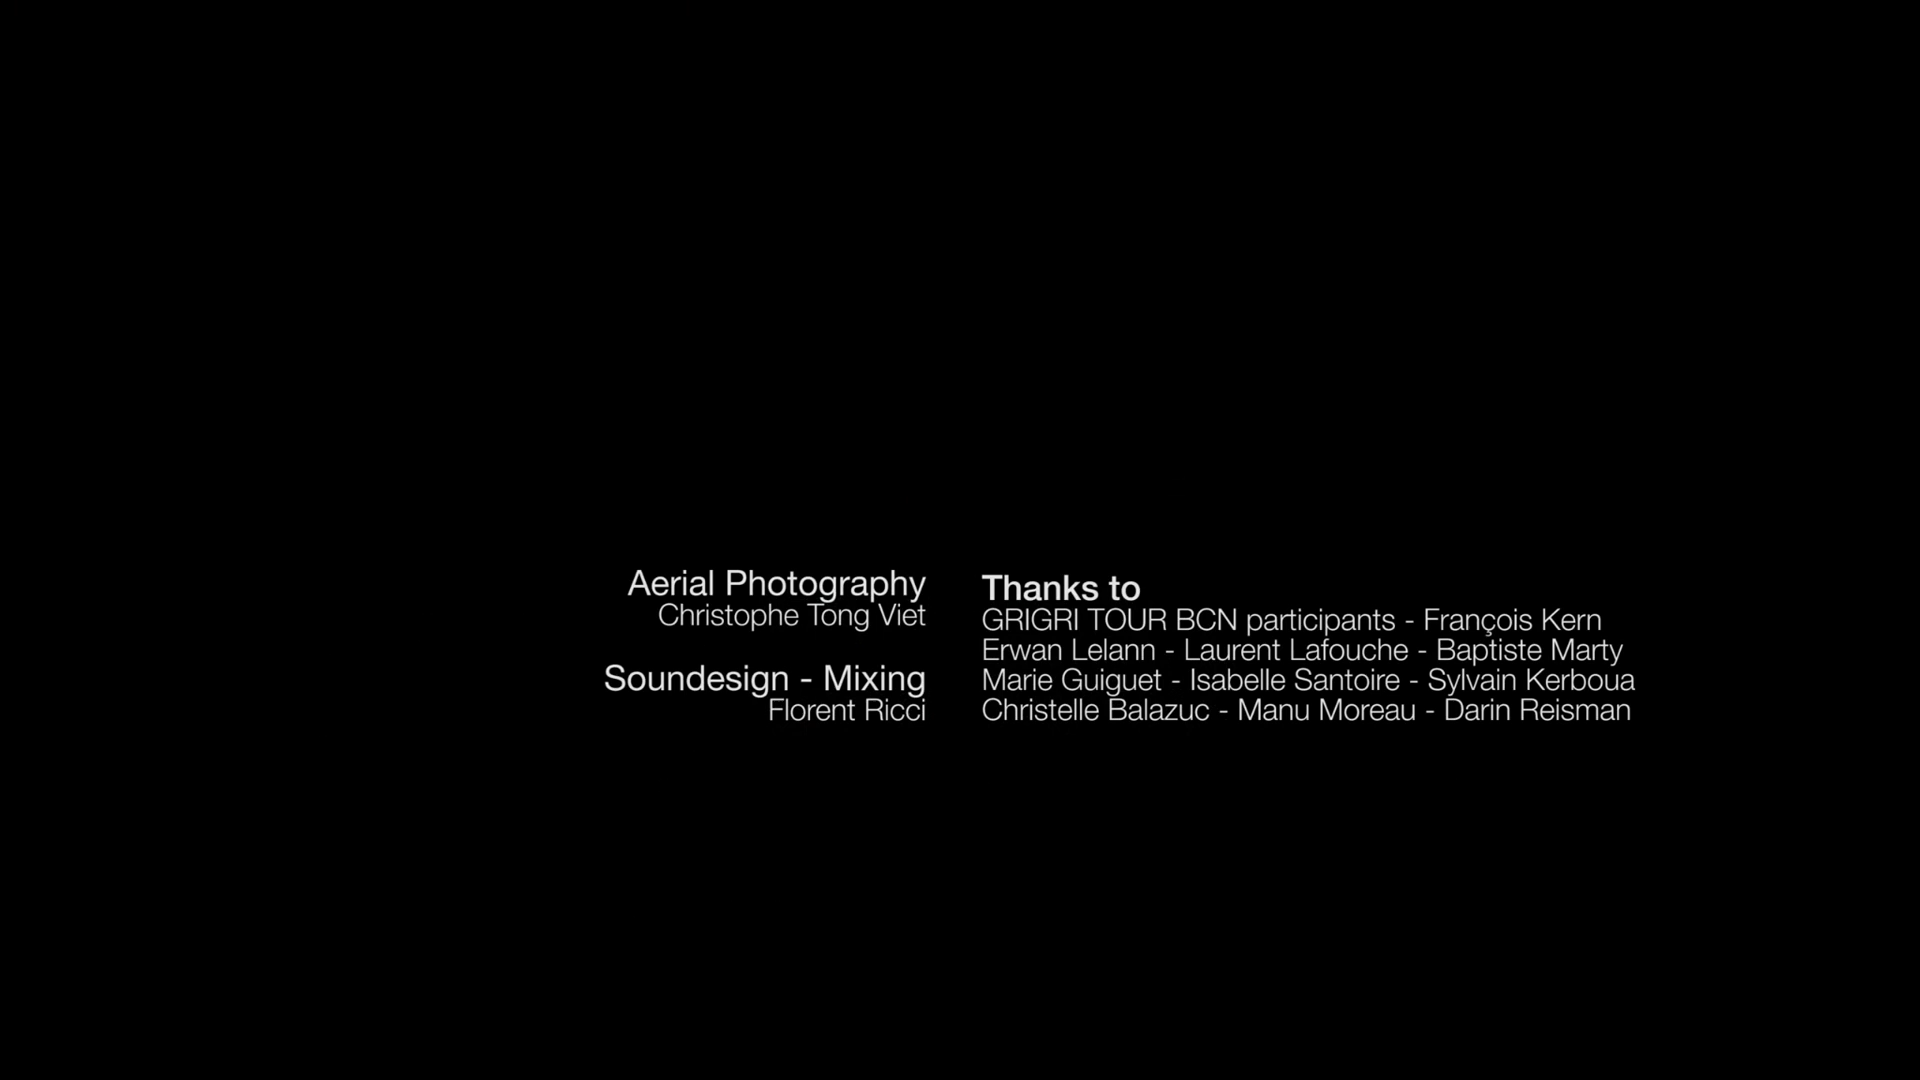 Aerial Photography
Christophe Tong Viet
Soundesign - Mixing
Florent Ricci
Thanks to
GRIGRI TOUR BCN participants - François Kern
Erwan Lelann - Laurent Lafouche - Baptiste Marty
Marie Guiguet - Isabelle Santoire - Sylvain Kerboua
Christelle Balazuc - Manu Moreau - Darin Reisman